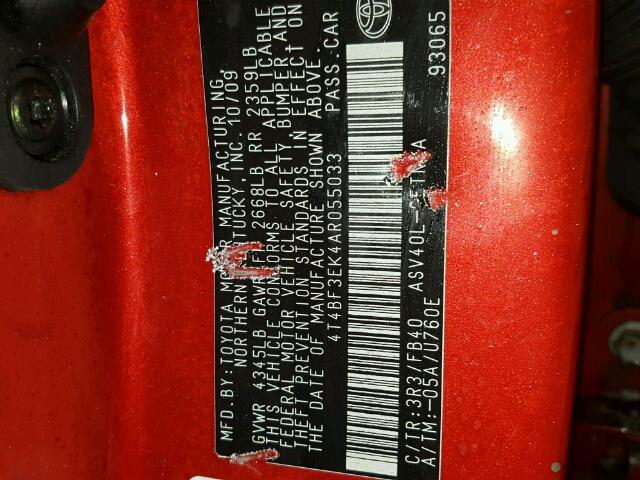 MFD.BY: TOYOTA MANUFACTURING,
NORTHERN TUCKY, INC. 10/09
GVWR 4345LB GAWR FR 2668LB RR 2359LB
THIS VEHICLE CONFORMS TO ALL APPLICABLE
FEDERAL MOTOR VEHICLE SAFETY, BUMPER, AND
THEFT PREVENTION STANDARDS IN EFFECT ON
THE DATE OF MANUFACTURE SHOWN ABOVE.
4T4BF3EK4AR055033 PASS.CAR
C/TR:3R3/FB40 ASV40L-
A/TM:-05A/U760E
93065